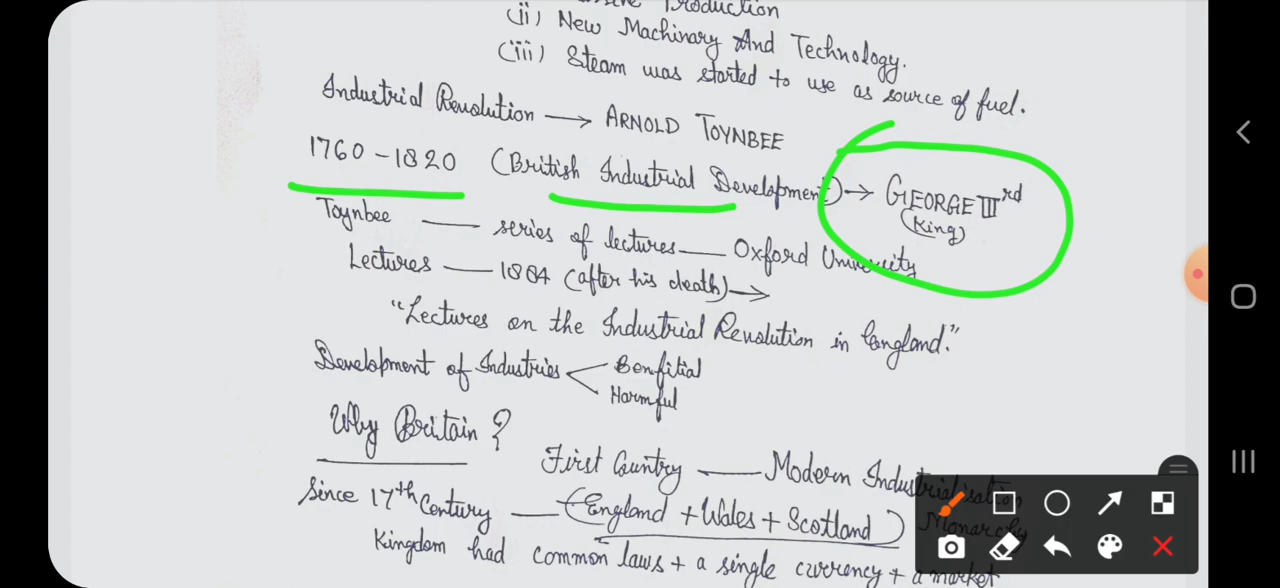 Production
(ii) New Machinary And Technology.
(iii) Steam was started to use as source of fuel.
Industrial Revolution → ARNOLD TOYNBEE
1760 - 1820 (British Industrial Development) → GEORGE III rd
(King)
Toynbee — series of lectures — Oxford University
Lectures — 1884 (after his death) →
"Lectures on the Industrial Revolution in England."
Development of Industries < Benfitial
Harmful
Why Britain ?
First Country — Modern Industrialisation
Since 17th Century — (England + Wales + Scotland) Monarchy
Kingdom had common laws + a single currency + a market